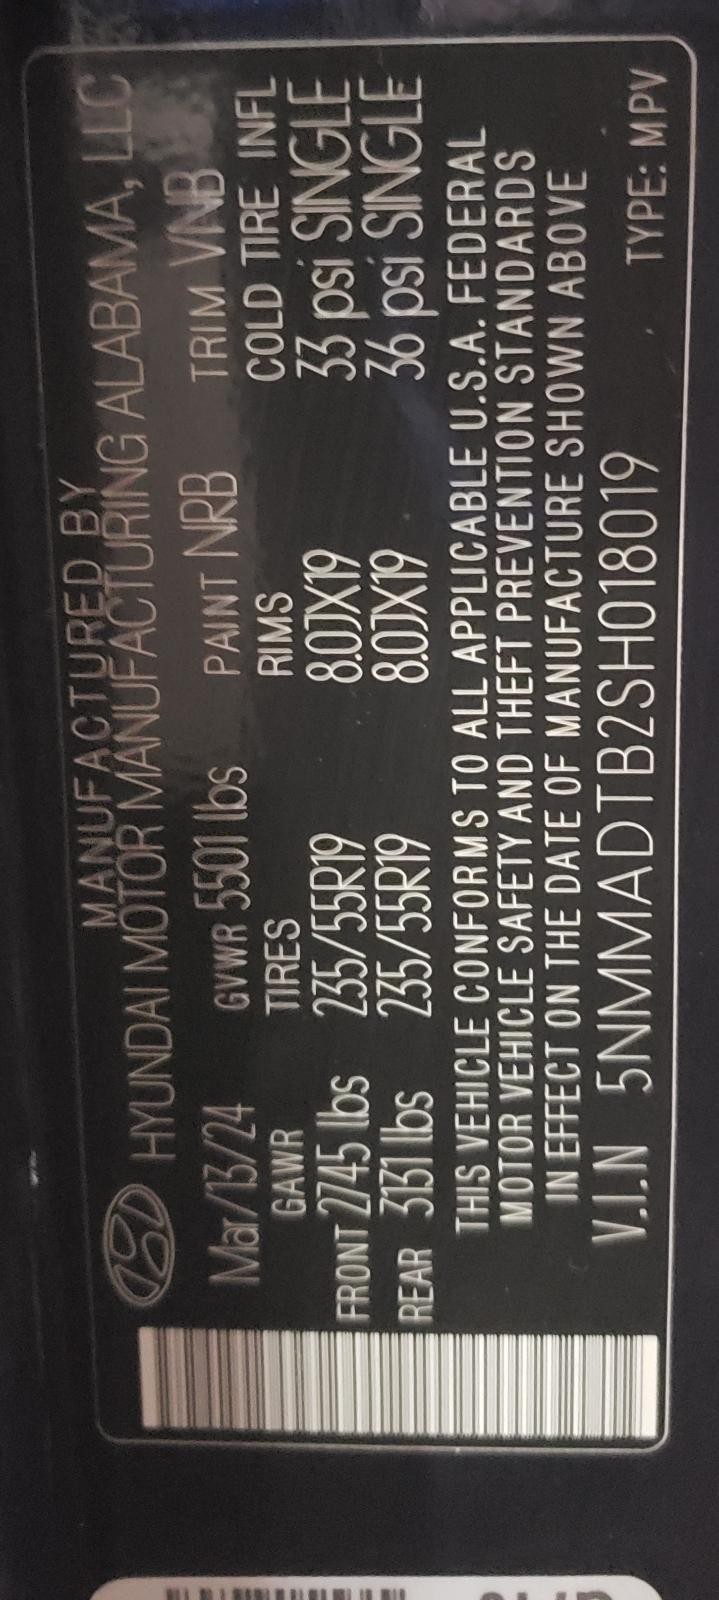 MANUFACTURED BY
HYUNDAI MOTOR MANUFACTURING ALABAMA, LLC
Mar/13/24 GVWR 5501 lbs PAINT NRB TRIM VNB
GAWR TIRES RIMS COLD TIRE INFL
FRONT 2745 lbs 235/55R19 8.0JX19 33 psi SINGLE
REAR 3131 lbs 235/55R19 8.0JX19 36 psi SINGLE
THIS VEHICLE CONFORMS TO ALL APPLICABLE U.S.A. FEDERAL
MOTOR VEHICLE SAFETY AND THEFT PREVENTION STANDARDS
IN EFFECT ON THE DATE OF MANUFACTURE SHOWN ABOVE
V.I.N 5NMMADTB2SH018019 TYPE: MPV